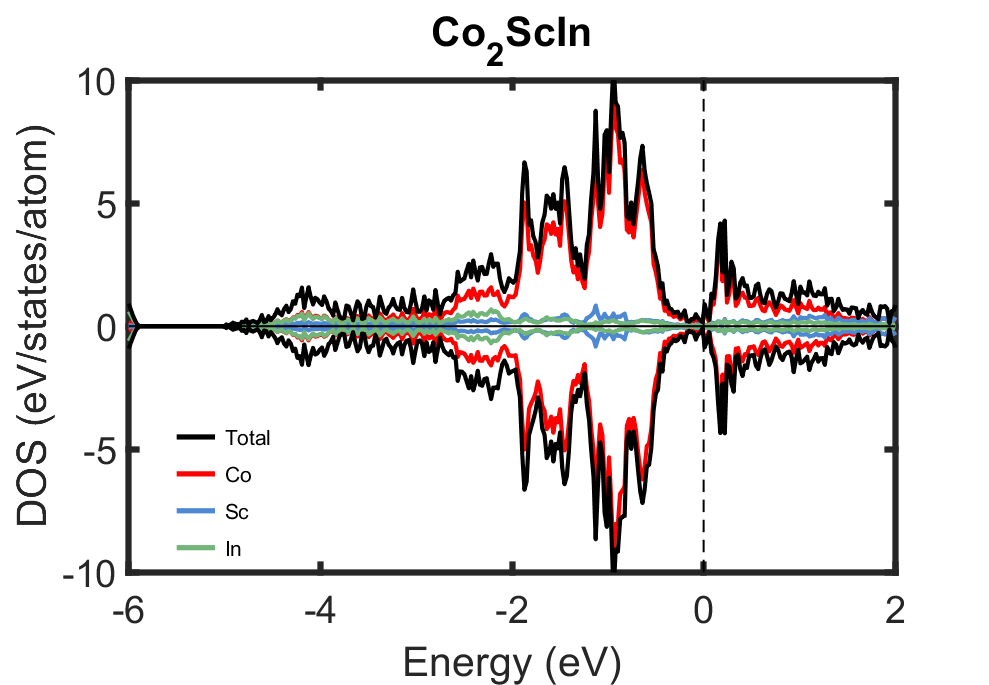 Co2ScIn
10
5
0
-5
-10
DOS (eV/states/atom)
Total
Co
Sc
In
-6 -4 -2 0 2
Energy (eV)